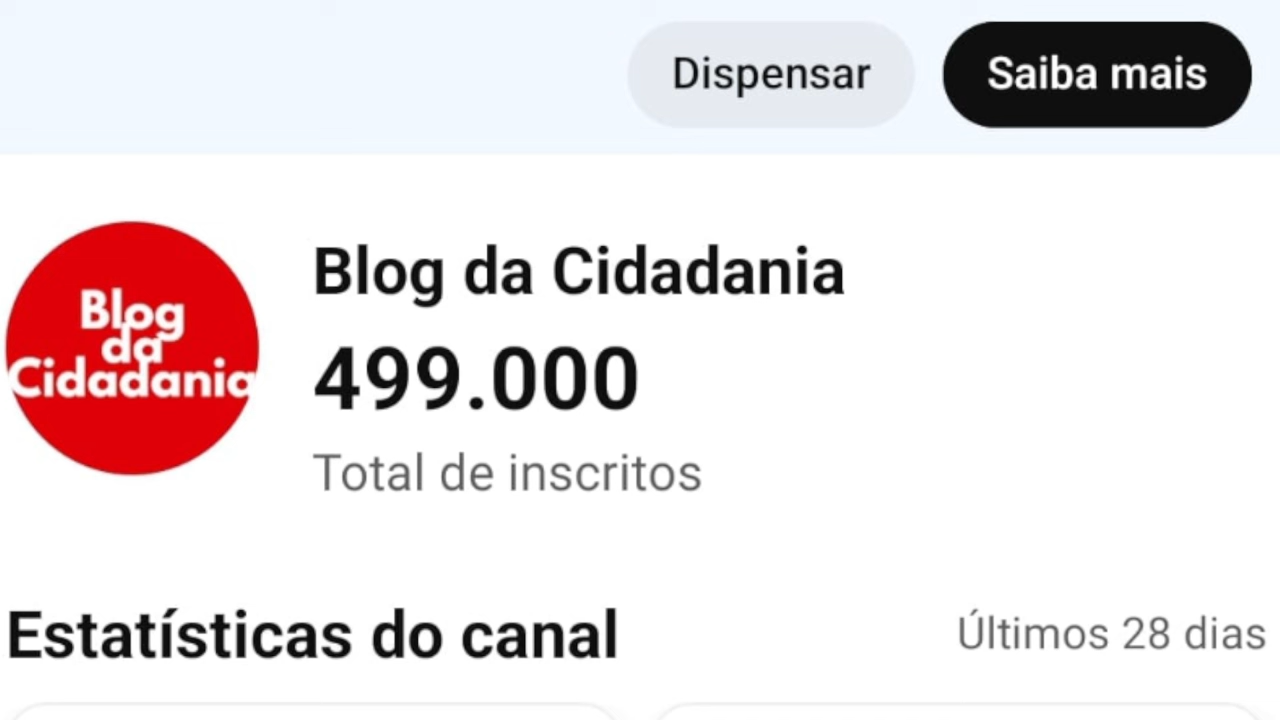 Dispensar
Saiba mais
Blog
da
Cidadania
Blog da Cidadania
499.000
Total de inscritos
Estatísticas do canal
Últimos 28 dias